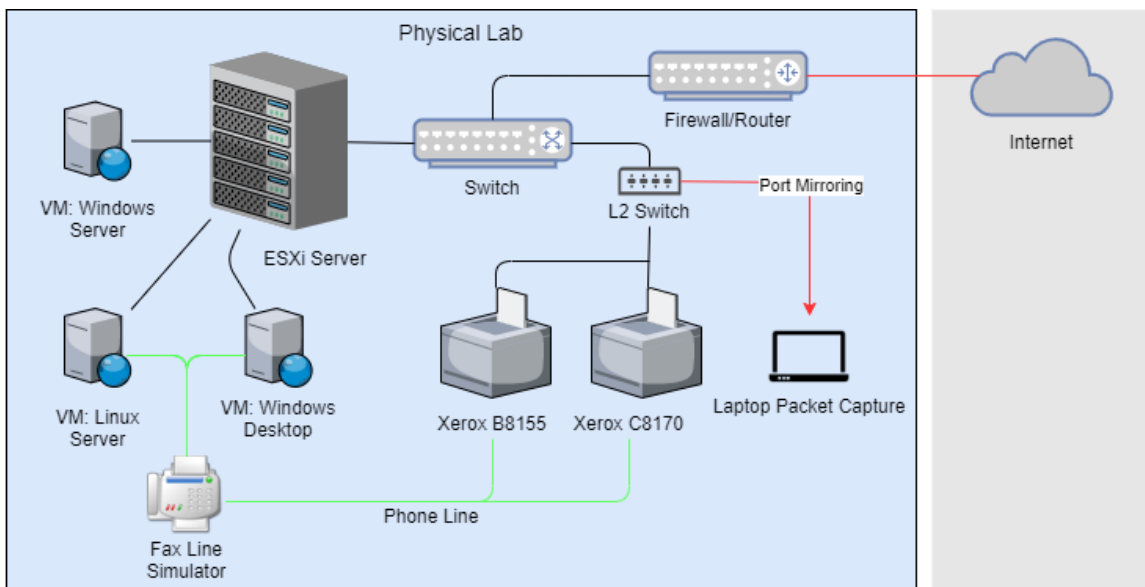 Physical Lab
Firewall/Router
Internet
Switch
Port Mirroring
L2 Switch
VM: Windows
Server
ESXi Server
VM: Linux
Server
VM: Windows
Desktop
Xerox B8155
Xerox C8170
Laptop Packet Capture
Phone Line
Fax Line
Simulator